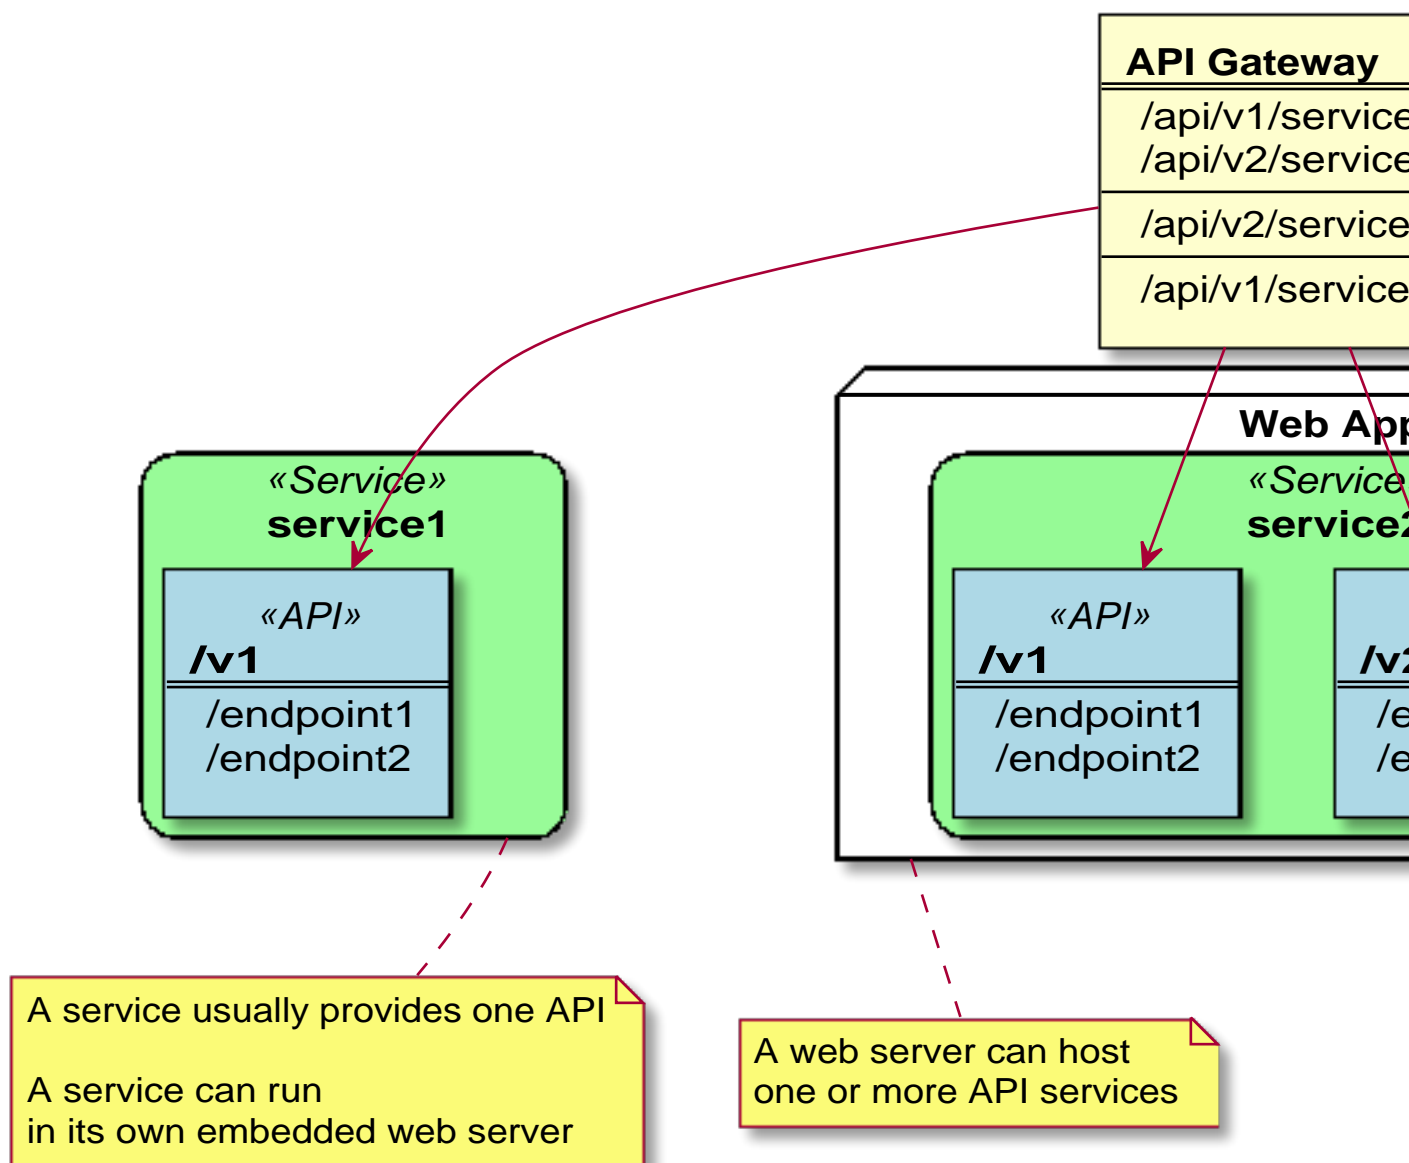 API Gateway
/api/v1/service
/api/v2/service
/api/v2/service
/api/v1/service
Web App
«Service»
service1
«Service
service2
«API»
/v1
/endpoint1
/endpoint2
«API»
/v1
/endpoint1
/endpoint2
/v2
/e
/e
A service usually provides one API
A service can run
in its own embedded web server
A web server can host
one or more API services